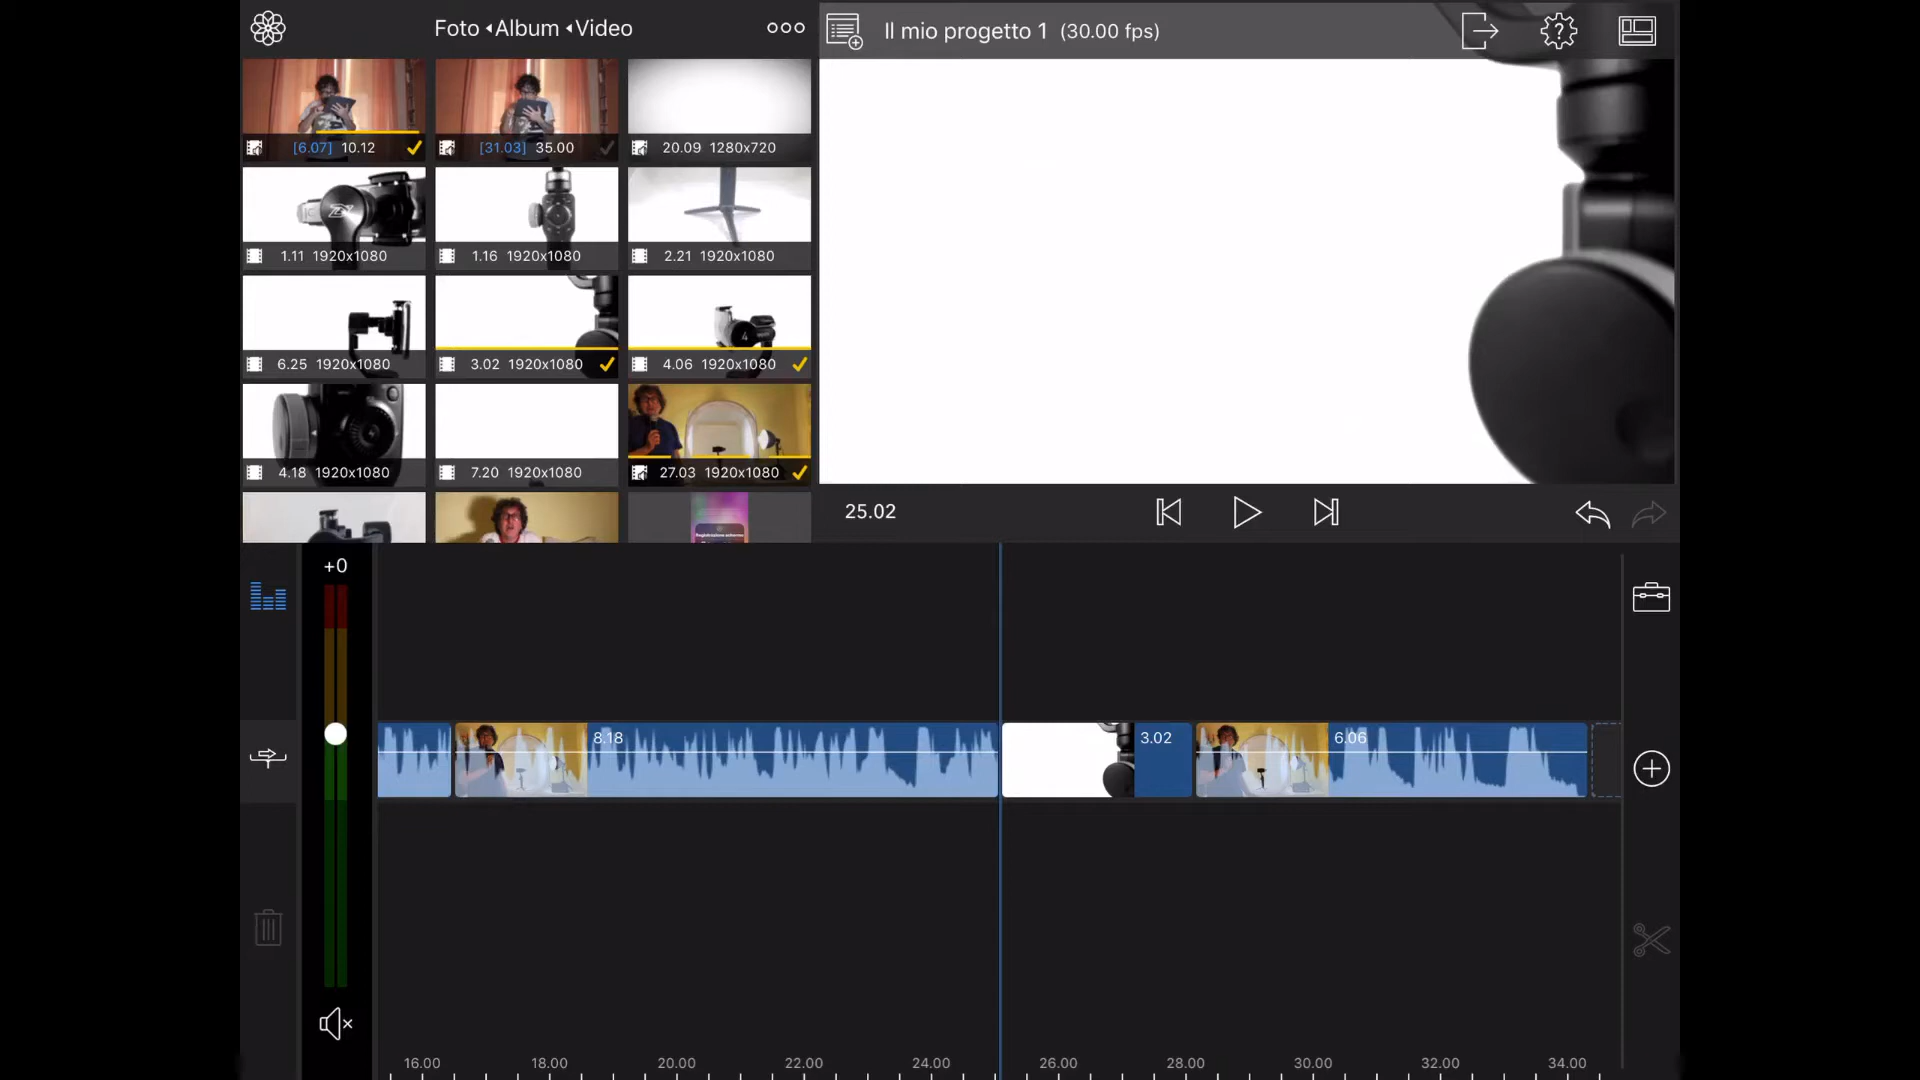 Foto Album Video
Il mio progetto 1 (30.00 fps)
[6.07] 10.12
[31.03] 35.00
20.09 1280x720
1.11 1920x1080
1.16 1920x1080
2.21 1920x1080
6.25 1920x1080
3.02 1920x1080
4.06 1920x1080
4
4.18 1920x1080
7.20 1920x1080
27.03 1920x1080
Registrazione schermo
25.02
+0
8.18
3.02
6.06
16.00 18.00 20.00 22.00 24.00 26.00 28.00 30.00 32.00 34.00